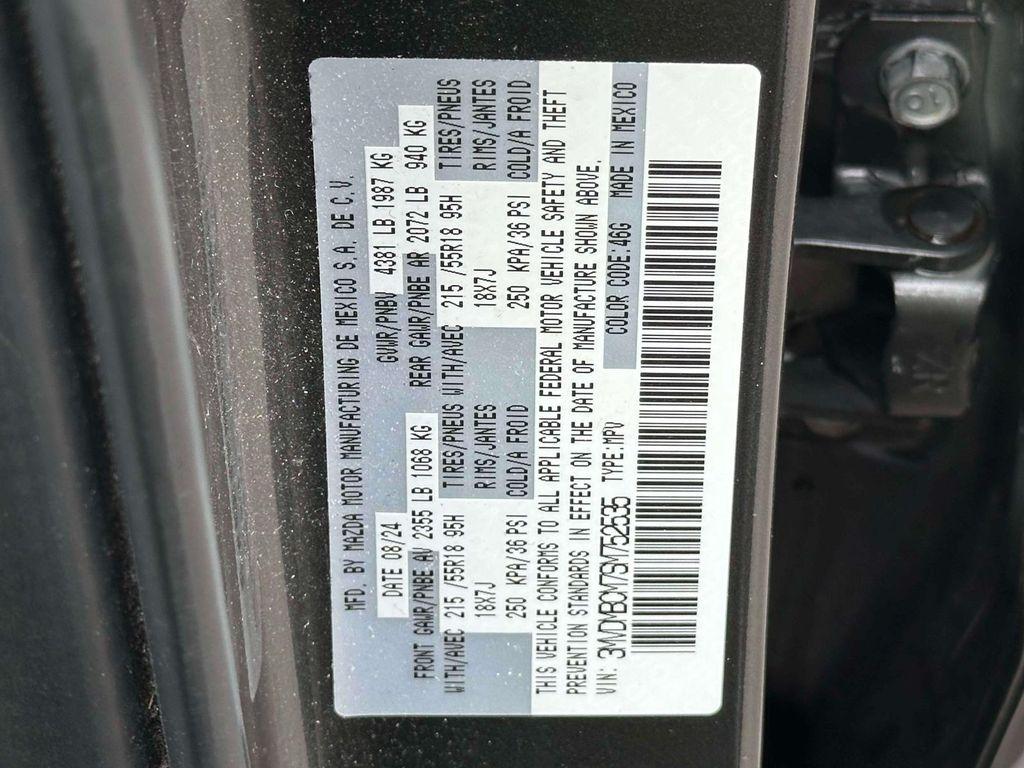 MFD. BY MAZDA MOTOR MANUFACTURING DE MEXICO S.A. DE C.V.
DATE 08/24 GVWR/PNBV 4381 LB 1987 KG
FRONT GAWR/PNBE AV 2355 LB 1068 KG REAR GAWR/PNBE AR 2072 LB 940 KG
WITH/AVEC 215 /55R18 95H TIRES/PNEUS WITH/AVEC 215 /55R18 95H TIRES/PNEUS
18X7J RIMS/JANTES 18X7J RIMS/JANTES
250 KPA/36 PSI COLD/A FROID 250 KPA/36 PSI COLD/A FROID
THIS VEHICLE CONFORMS TO ALL APPLICABLE FEDERAL MOTOR VEHICLE SAFETY AND THEFT
PREVENTION STANDARDS IN EFFECT ON THE DATE OF MANUFACTURE SHOWN ABOVE.
VIN: 3MVDMBCM7SM752535 TYPE:MPV COLOR CODE.46G MADE IN MEXICO